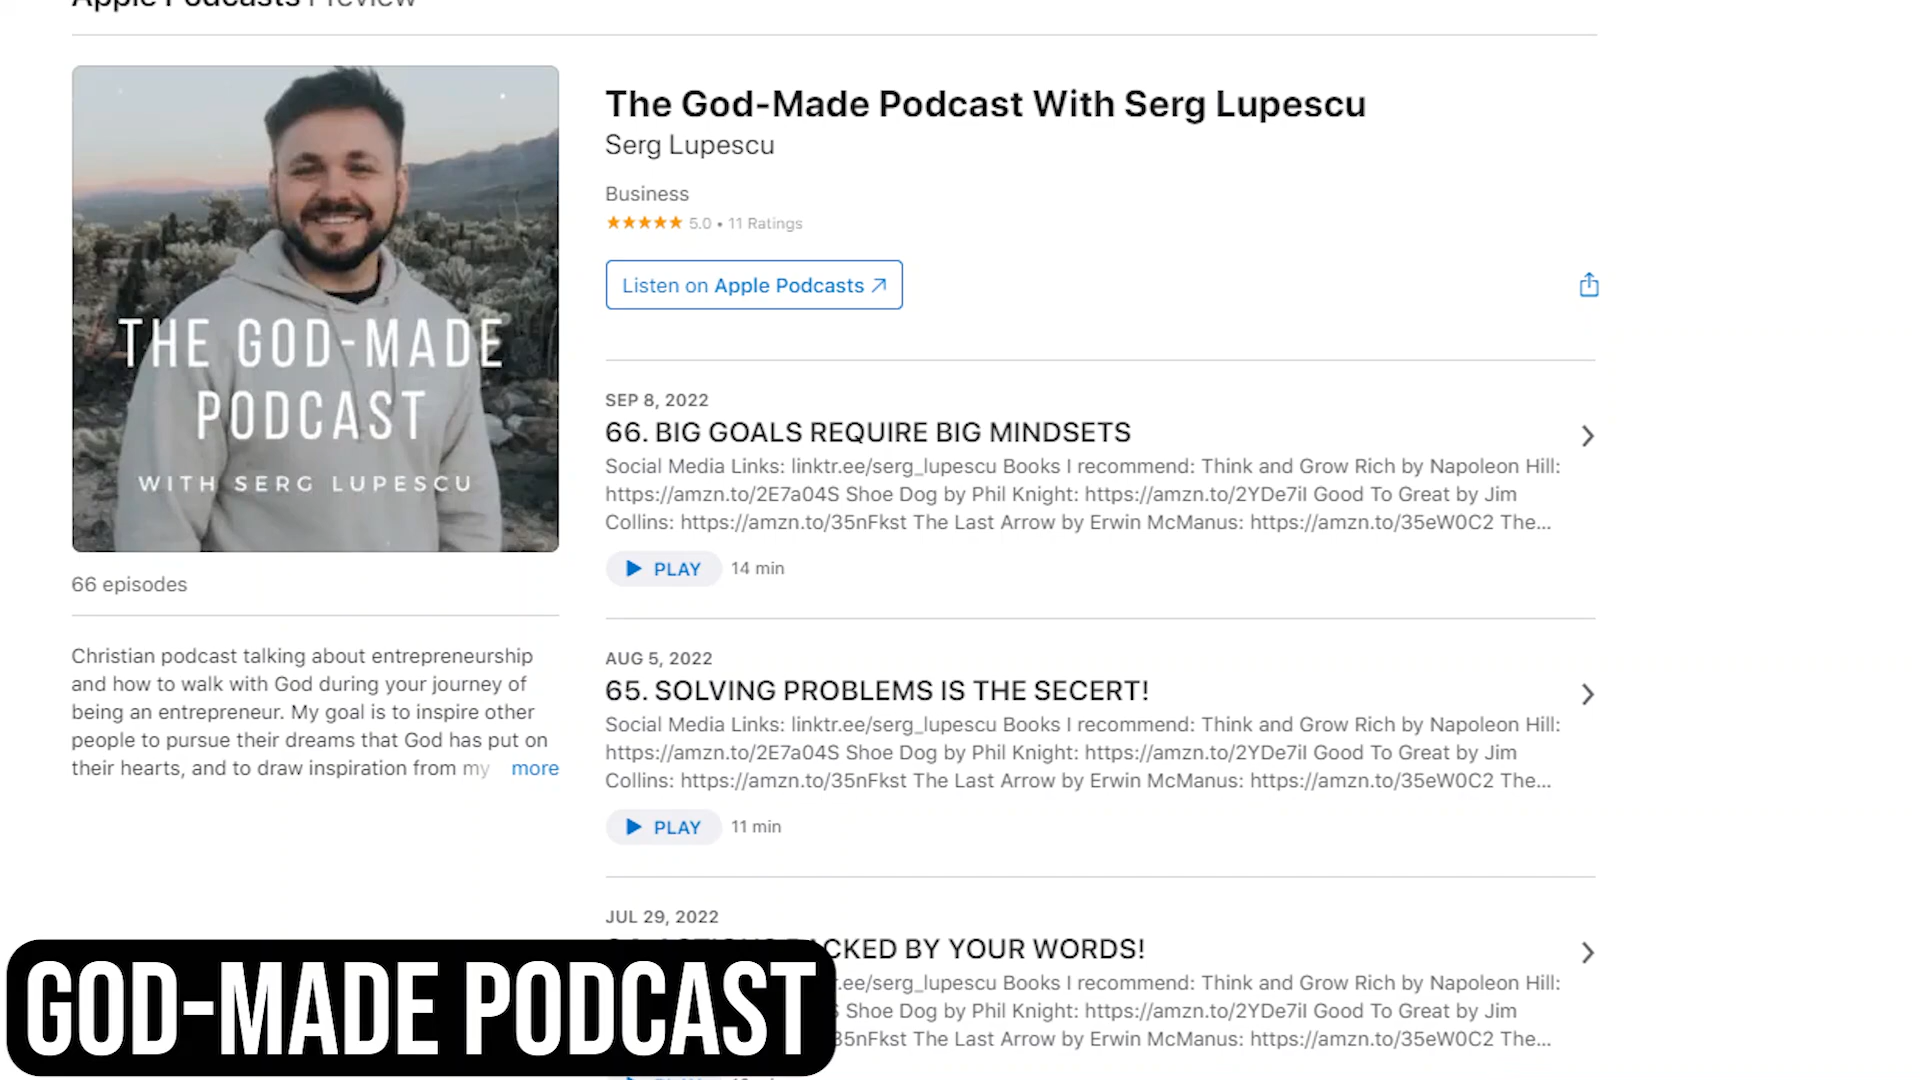 Apple Podcasts Preview
THE GOD-MADE
PODCAST
WITH SERG LUPESCU
66 episodes
Christian podcast talking about entrepreneurship
and how to walk with God during your journey of
being an entrepreneur. My goal is to inspire other
people to pursue their dreams that God has put on
their hearts, and to draw inspiration from my more
The God-Made Podcast With Serg Lupescu
Serg Lupescu
Business
★★★★★ 5.0 • 11 Ratings
Listen on Apple Podcasts ↗
SEP 8, 2022
66. BIG GOALS REQUIRE BIG MINDSETS
Social Media Links: linktr.ee/serg_lupescu Books I recommend: Think and Grow Rich by Napoleon Hill:
https://amzn.to/2E7a04S Shoe Dog by Phil Knight: https://amzn.to/2YDe7iI Good To Great by Jim
Collins: https://amzn.to/35nFkst The Last Arrow by Erwin McManus: https://amzn.to/35eW0C2 The...
PLAY 14 min
AUG 5, 2022
65. SOLVING PROBLEMS IS THE SECERT!
Social Media Links: linktr.ee/serg_lupescu Books I recommend: Think and Grow Rich by Napoleon Hill:
https://amzn.to/2E7a04S Shoe Dog by Phil Knight: https://amzn.to/2YDe7iI Good To Great by Jim
Collins: https://amzn.to/35nFkst The Last Arrow by Erwin McManus: https://amzn.to/35eW0C2 The...
PLAY 11 min
JUL 29, 2022
BY YOUR WORDS!
.ee/serg_lupescu Books I recommend: Think and Grow Rich by Napoleon Hill:
Shoe Dog by Phil Knight: https://amzn.to/2YDe7iI Good To Great by Jim
35nFkst The Last Arrow by Erwin McManus: https://amzn.to/35eW0C2 The...
GOD-MADE PODCAST